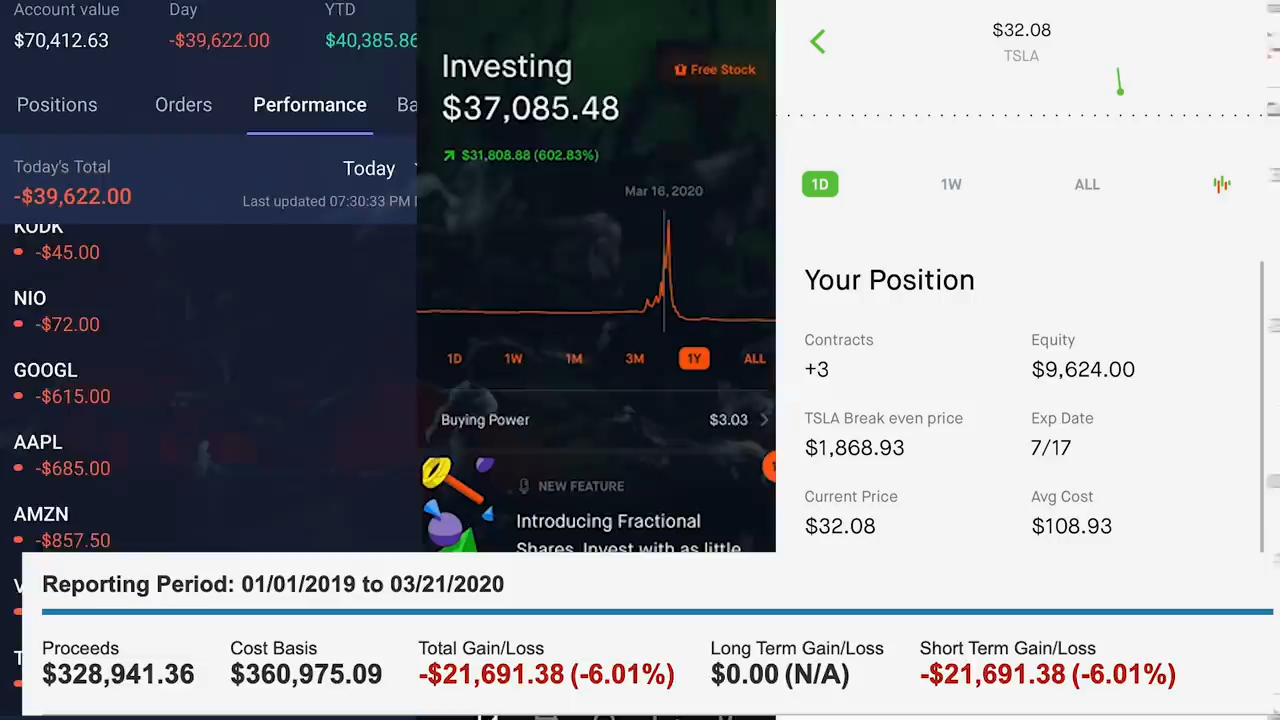 Account value Day YTD
$70,412.63 -$39,622.00 $40,385.86
Positions Orders Performance Ba
Today's Total Today
-$39,622.00 Last updated 07:30:33 PM
KODK
-$45.00
NIO
-$72.00
GOOGL
-$615.00
AAPL
-$685.00
AMZN
-$857.50
V
T
Investing
Free Stock
$37,085.48
$31,808.88 (602.83%)
Mar 16, 2020
1D 1W 1M 3M 1Y ALL
Buying Power $3.03
NEW FEATURE
Introducing Fractional
Shares. Invest with as little
$32.08
TSLA
1D 1W ALL
Your Position
Contracts Equity
+3 $9,624.00
TSLA Break even price Exp Date
$1,868.93 7/17
Current Price Avg Cost
$32.08 $108.93
Reporting Period: 01/01/2019 to 03/21/2020
Proceeds Cost Basis Total Gain/Loss Long Term Gain/Loss Short Term Gain/Loss
$328,941.36 $360,975.09 -$21,691.38 (-6.01%) $0.00 (N/A) -$21,691.38 (-6.01%)